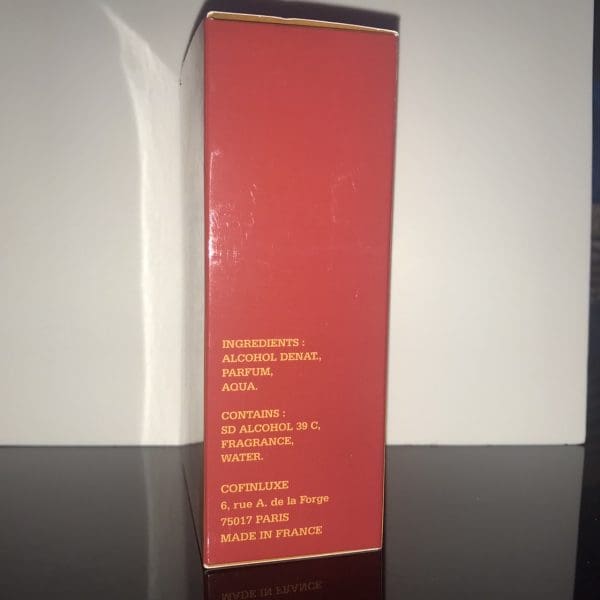 INGREDIENTS :
ALCOHOL DENAT.,
PARFUM,
AQUA.
CONTAINS :
SD ALCOHOL 39 C,
FRAGRANCE,
WATER.
COFINLUXE
6, rue A. de la Forge
75017 PARIS
MADE IN FRANCE